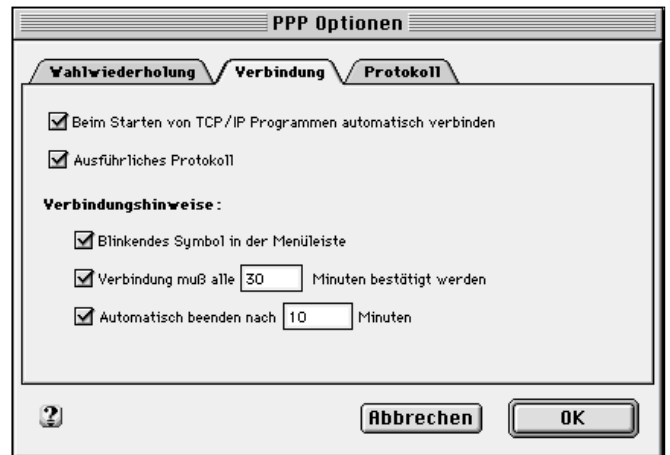 PPP Optionen
Wahlwiederholung Verbindung Protokoll
Beim Starten von TCP/IP Programmen automatisch verbinden
Ausführliches Protokoll
Verbindungshinweise:
Blinkendes Symbol in der Menüleiste
Verbindung muß alle 30 Minuten bestätigt werden
Automatisch beenden nach 10 Minuten
? Abbrechen OK